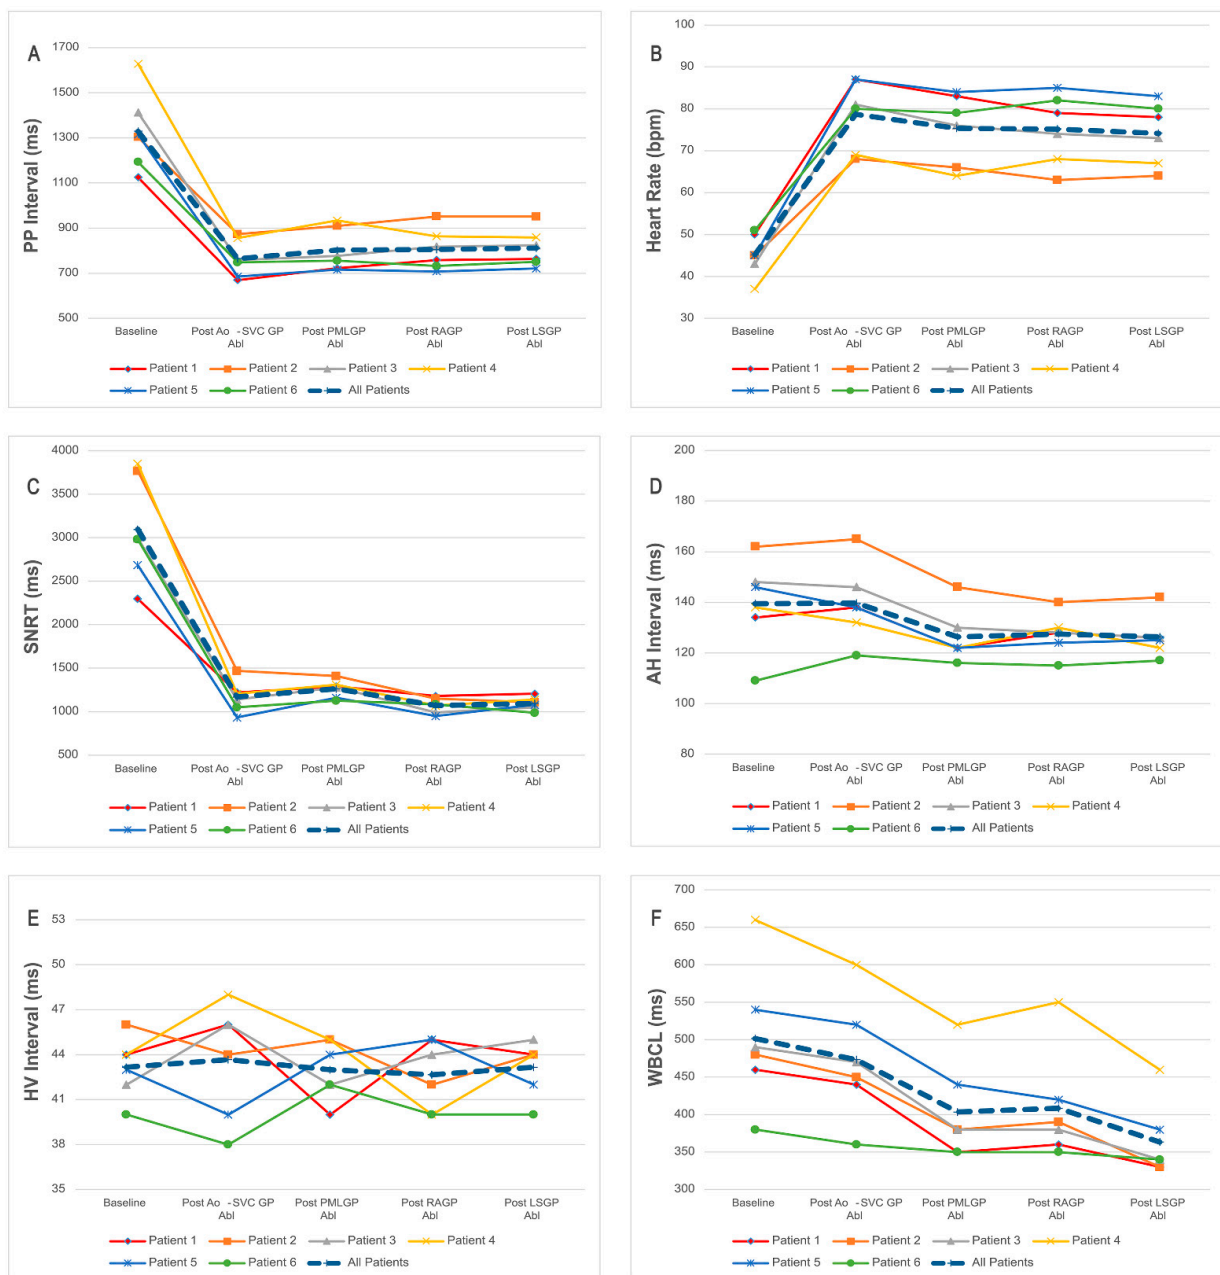 A
PP Interval (ms)
1700
1500
1300
1100
900
700
500
Baseline
Post Ao -SVC GP Abl
Post PMLGP Abl
Post RAGP Abl
Post LSGP Abl
Patient 1
Patient 2
Patient 3
Patient 4
Patient 5
Patient 6
All Patients
B
Heart Rate (bpm)
100
90
80
70
60
50
40
30
Baseline
Post Ao -SVC GP Abl
Post PMLGP Abl
Post RAGP Abl
Post LSGP Abl
Patient 1
Patient 2
Patient 3
Patient 4
Patient 5
Patient 6
All Patients
C
SNRT (ms)
4000
3500
3000
2500
2000
1500
1000
500
Baseline
Post Ao -SVC GP Abl
Post PMLGP Abl
Post RAGP Abl
Post LSGP Abl
Patient 1
Patient 2
Patient 3
Patient 4
Patient 5
Patient 6
All Patients
D
AH Interval (ms)
200
180
160
140
120
100
80
Baseline
Post Ao -SVC GP Abl
Post PMLGP Abl
Post RAGP Abl
Post LSGP Abl
Patient 1
Patient 2
Patient 3
Patient 4
Patient 5
Patient 6
All Patients
E
HV Interval (ms)
53
50
47
44
41
38
35
Baseline
Post Ao -SVC GP Abl
Post PMLGP Abl
Post RAGP Abl
Post LSGP Abl
Patient 1
Patient 2
Patient 3
Patient 4
Patient 5
Patient 6
All Patients
F
WBCL (ms)
700
650
600
550
500
450
400
350
300
Baseline
Post Ao -SVC GP Abl
Post PMLGP Abl
Post RAGP Abl
Post LSGP Abl
Patient 1
Patient 2
Patient 3
Patient 4
Patient 5
Patient 6
All Patients